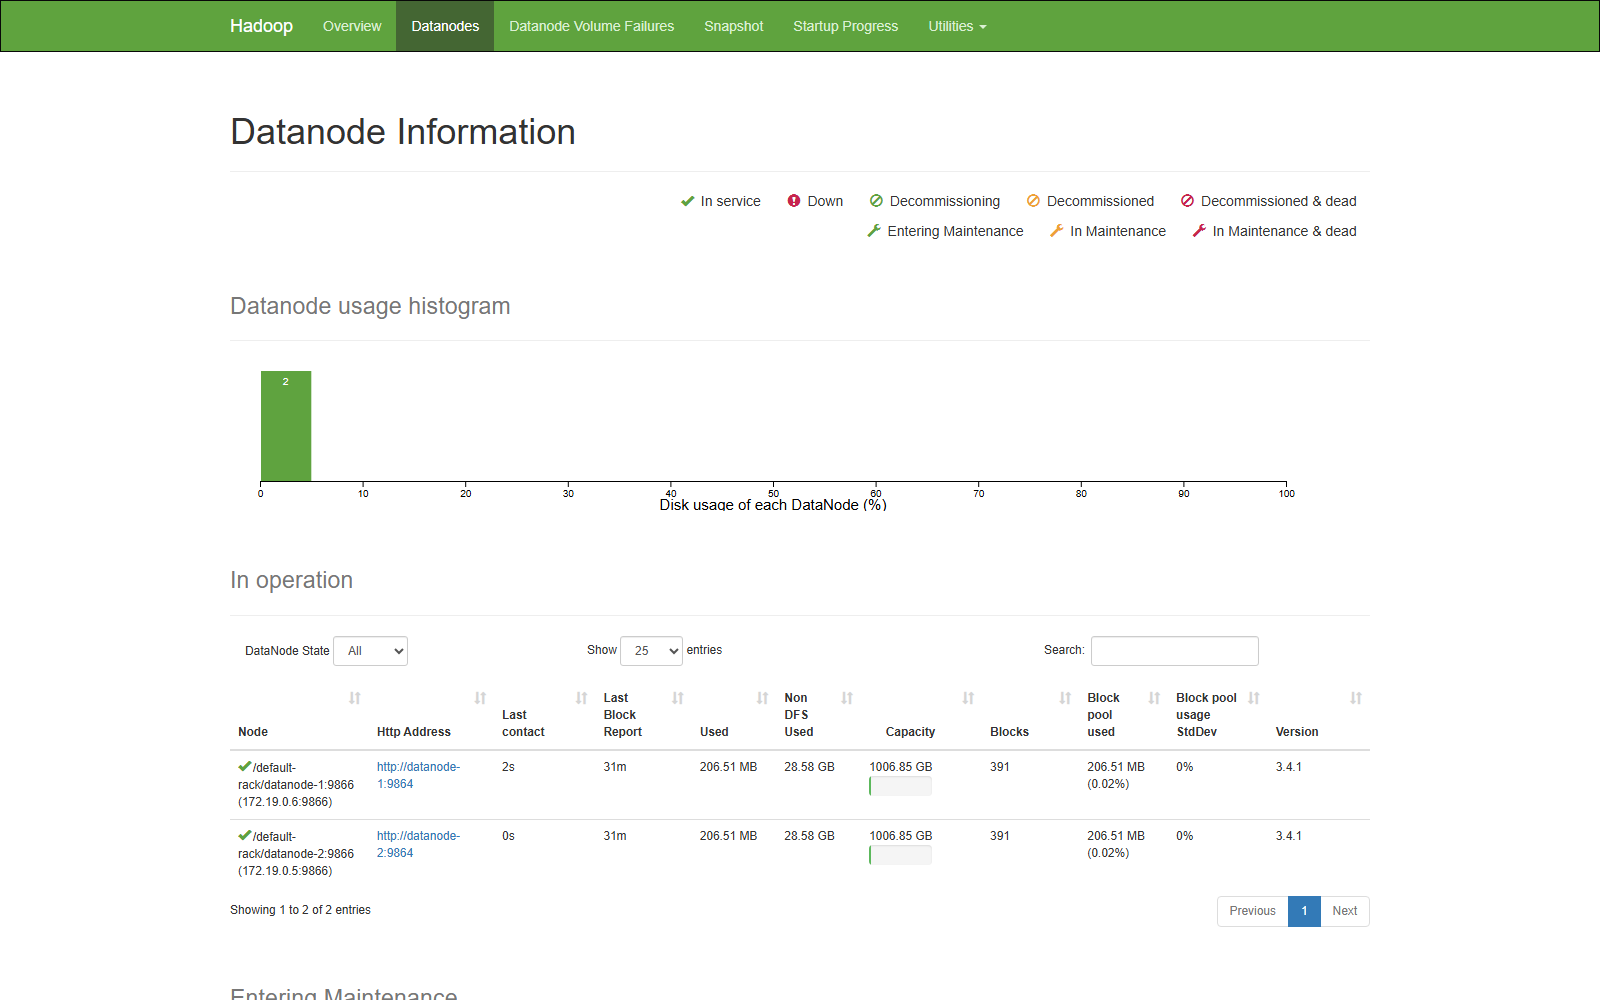 Hadoop Overview Datanodes Datanode Volume Failures Snapshot Startup Progress Utilities
Datanode Information
In service Down Decommissioning Decommissioned Decommissioned & dead
Entering Maintenance In Maintenance In Maintenance & dead
Datanode usage histogram
2
0 10 20 30 40 50 60 70 80 90 100
Disk usage of each DataNode (%)
In operation
DataNode State All Show 25 entries Search:
Node Http Address Last contact Last Block Report Used Non DFS Used Capacity Blocks Block pool used Block pool usage StdDev Version
/default- http://datanode- 2s 31m 206.51 MB 28.58 GB 1006.85 GB 391 206.51 MB 0% 3.4.1
rack/datanode-1:9866 1:9864 (0.02%)
(172.19.0.6:9866)
/default- http://datanode- 0s 31m 206.51 MB 28.58 GB 1006.85 GB 391 206.51 MB 0% 3.4.1
rack/datanode-2:9866 2:9864 (0.02%)
(172.19.0.5:9866)
Showing 1 to 2 of 2 entries Previous 1 Next
Entering Maintenance